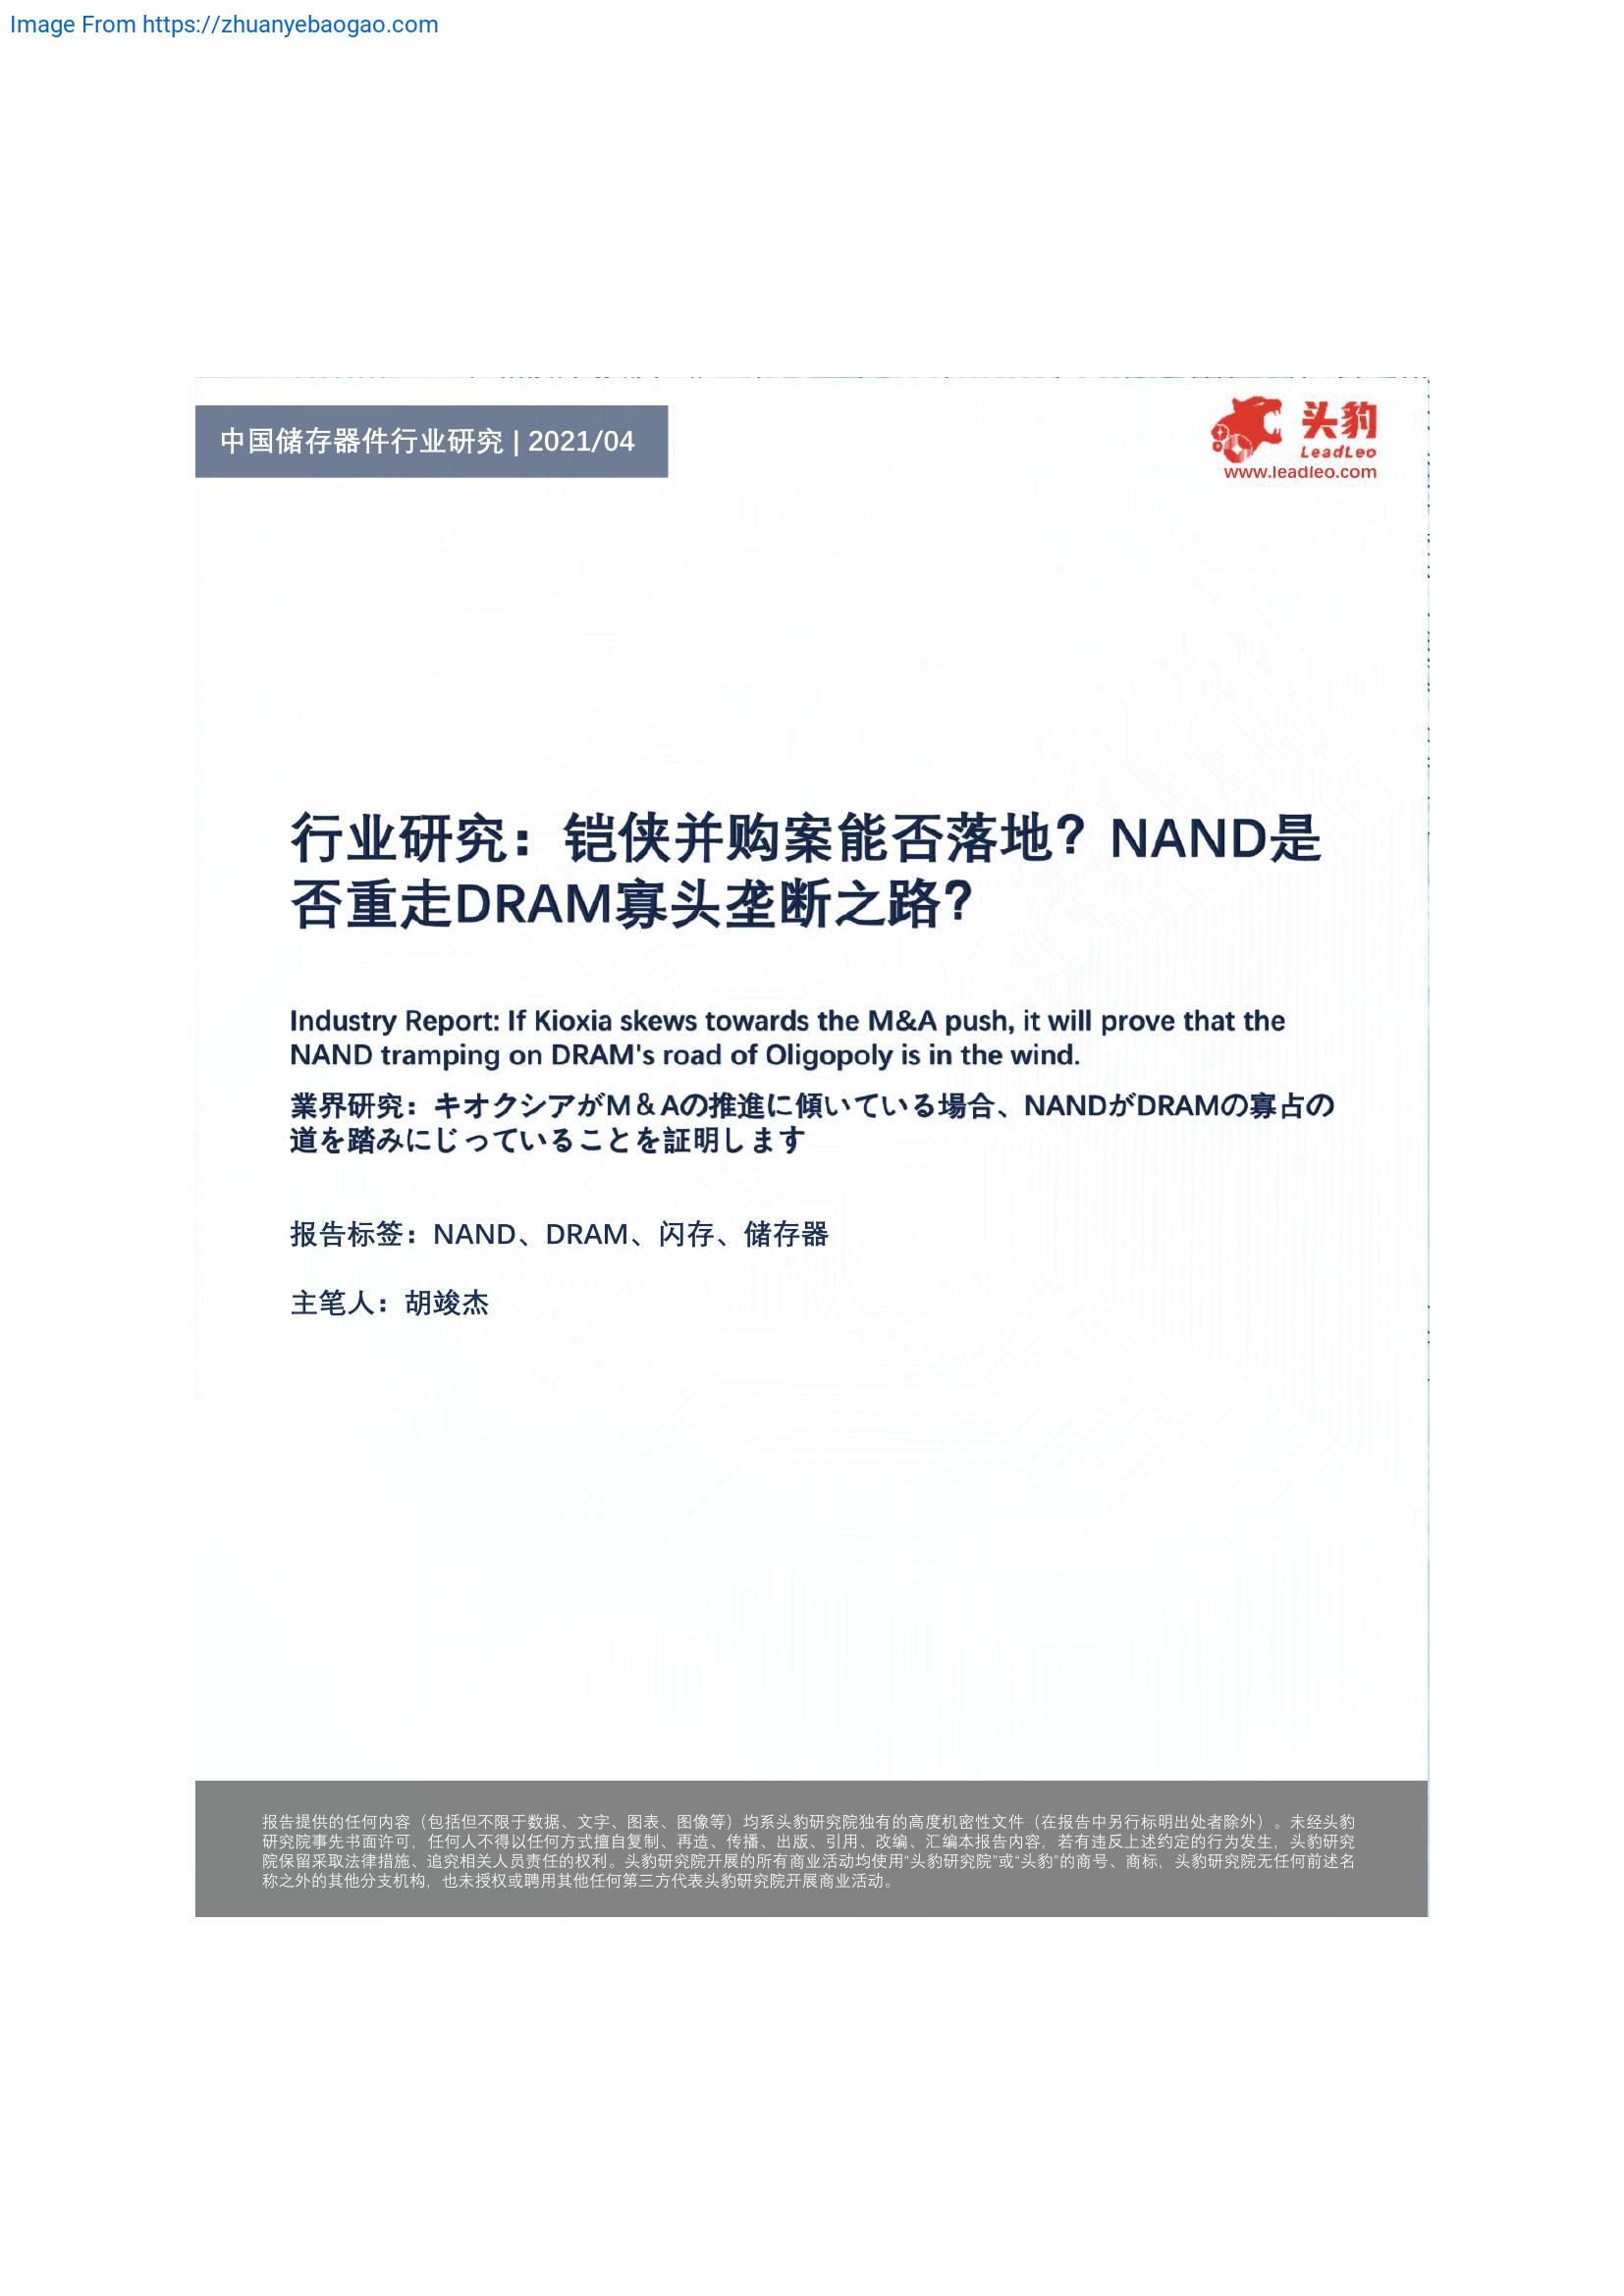 Image From https://zhuanyebaogao.com
中国储存器件行业研究 | 2021/04
头豹
LeadLeo
www.leadleo.com
行业研究：铠侠并购案能否落地？NAND是
否重走DRAM寡头垄断之路？
Industry Report: If Kioxia skews towards the M&A push, it will prove that the
NAND tramping on DRAM's road of Oligopoly is in the wind.
業界研究：キオクシアがM＆Aの推進に傾いている場合、NANDがDRAMの寡占の
道を踏みにじっていることを証明します
报告标签：NAND、DRAM、闪存、储存器
主笔人：胡竣杰
报告提供的任何内容（包括但不限于数据、文字、图表、图像等）均系头豹研究院独有的高度机密性文件（在报告中另行标明出处者除外）。未经头豹
研究院事先书面许可，任何人不得以任何方式擅自复制、再造、传播、出版、引用、改编、汇编本报告内容，若有违反上述约定的行为发生，头豹研究
院保留采取法律措施、追究相关人员责任的权利。头豹研究院开展的所有商业活动均使用“头豹研究院”或“头豹”的商号、商标，头豹研究院无任何前述名
称之外的其他分支机构，也未授权或聘用其他任何第三方代表头豹研究院开展商业活动。